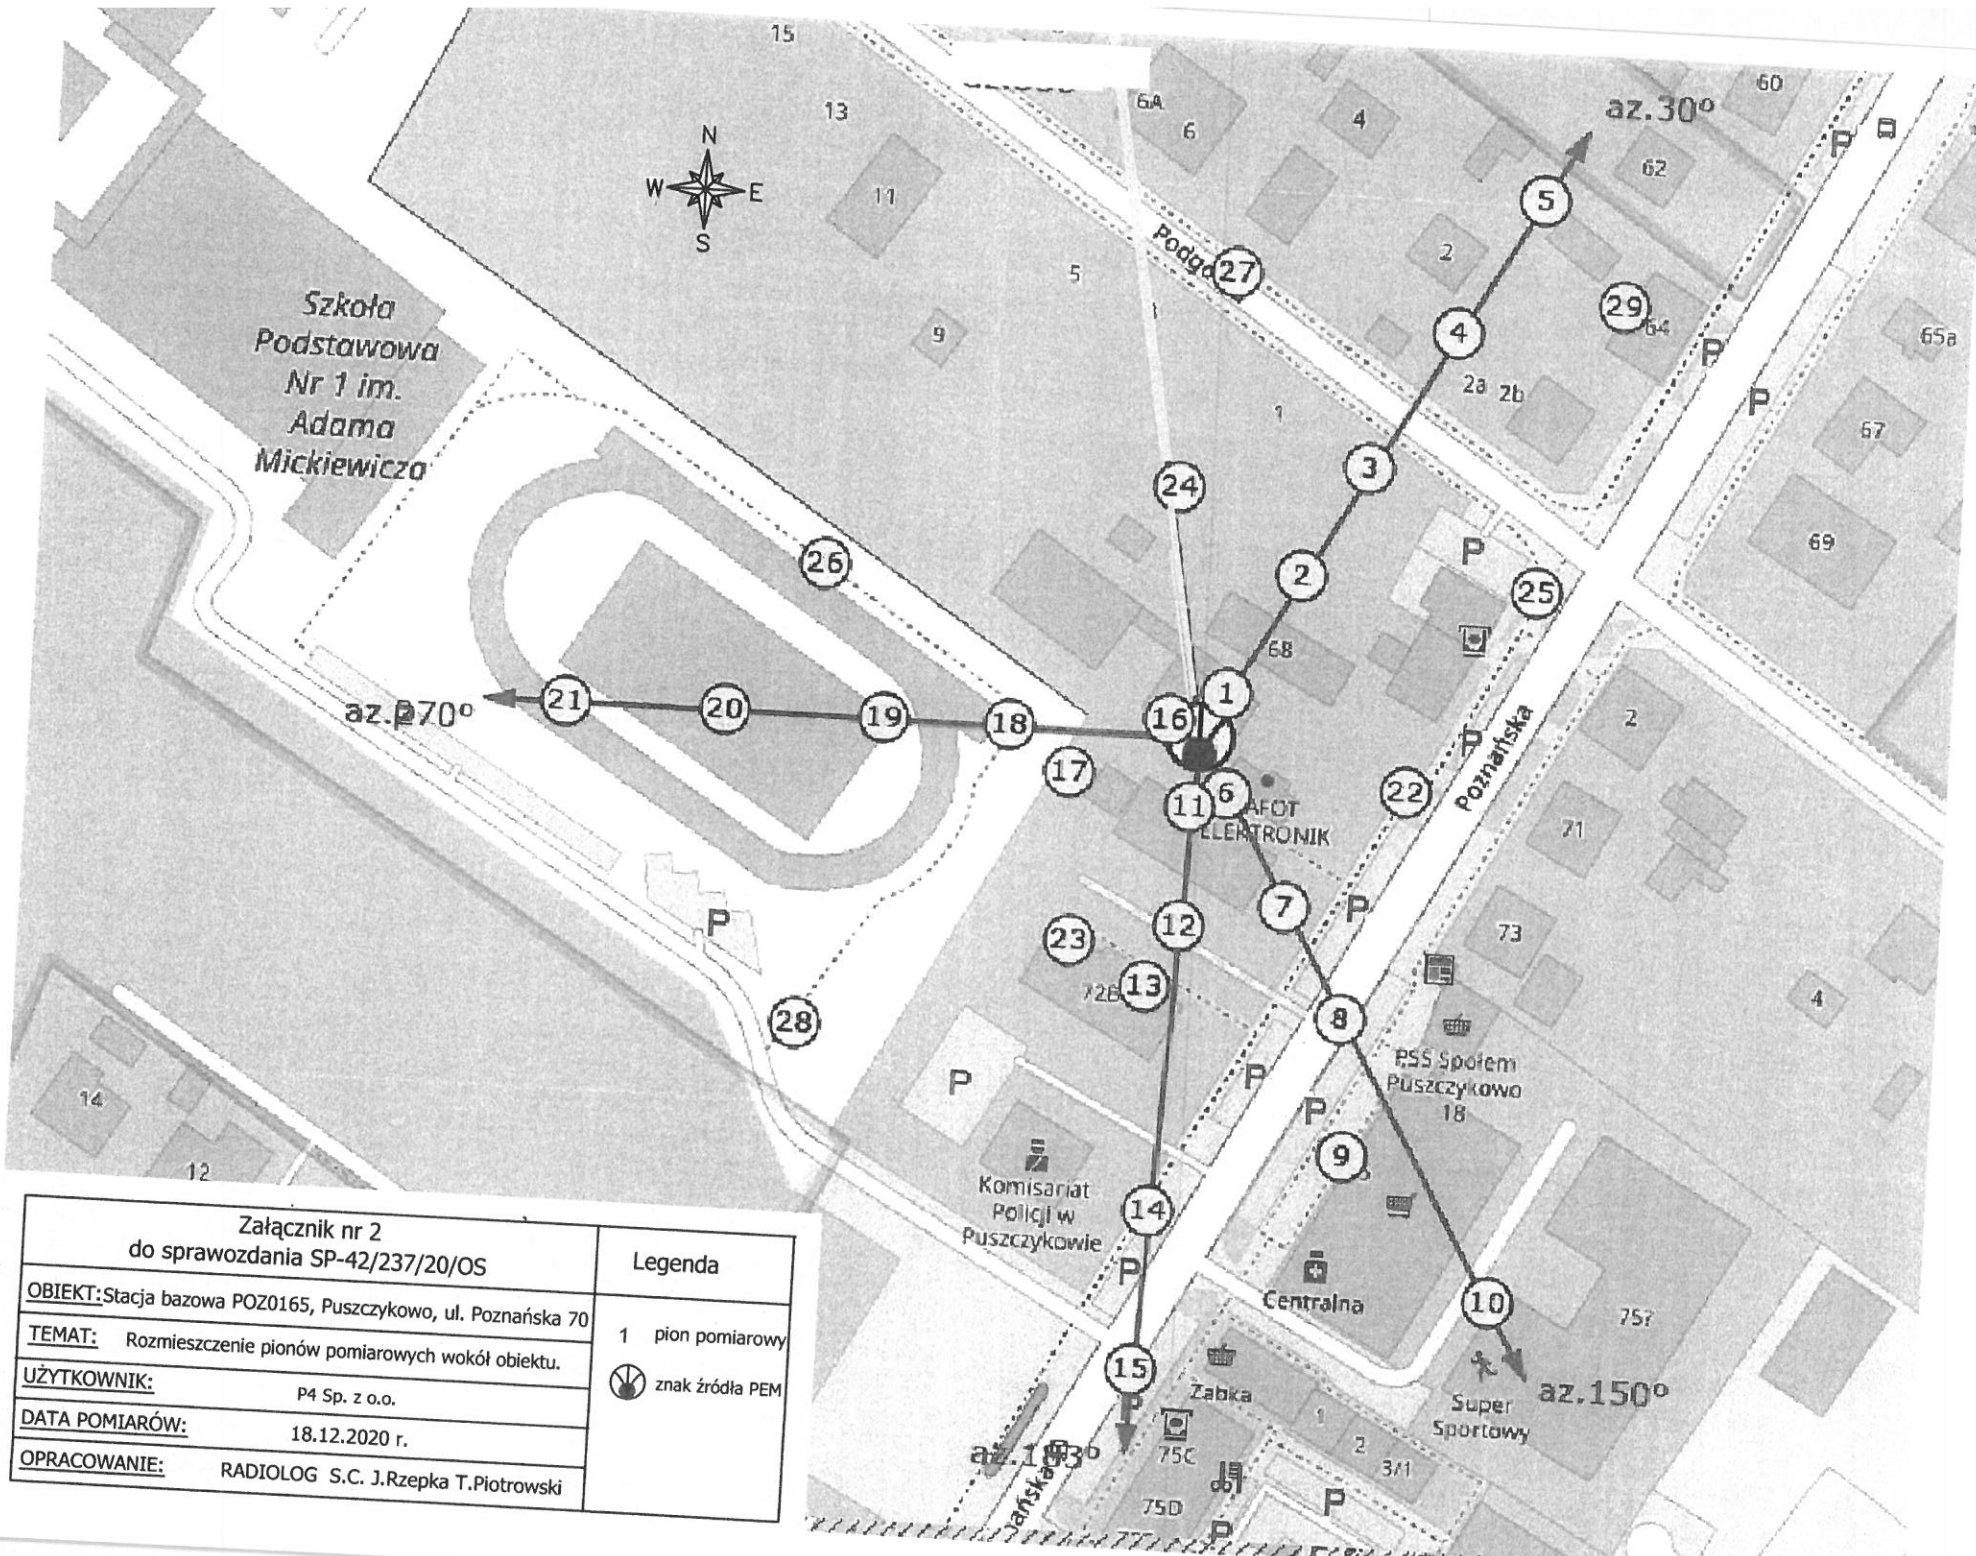 15
13
6A
6
4
az.30°
60
P
62
N
W
E
S
11
5
2
27
29
64
P
65a
5
9
4
2a
2b
P
67
1
3
Szkoła
Podstawowa
Nr 1 im.
Adama
Mickiewicza
24
P
69
26
2
25
68
1
az.270°
21
20
19
18
16
17
2
P
Poznańska
22
6
11
AFOT
ELEKTRONIK
71
7
P
P
12
23
73
13
28
8
4
P
P
PSS Społem
Puszczykowo
18
P
9
14
12
Komisariat
Policji w
Puszczykowie
14
P
Centralna
10
757
15
Żabka
P
1
2
3/1
Super
Sportowy
az.150°
az.183°
75C
75D
P
P
Załącznik nr 2
do sprawozdania SP-42/237/20/OS
Legenda
OBIEKT: Stacja bazowa POZ0165, Puszczykowo, ul. Poznańska 70
TEMAT: Rozmieszczenie pionów pomiarowych wokół obiektu.
UŻYTKOWNIK: P4 Sp. z o.o.
DATA POMIARÓW: 18.12.2020 r.
OPRACOWANIE: RADIOLOG S.C. J.Rzepka T.Piotrowski
1 pion pomiarowy
znak źródła PEM